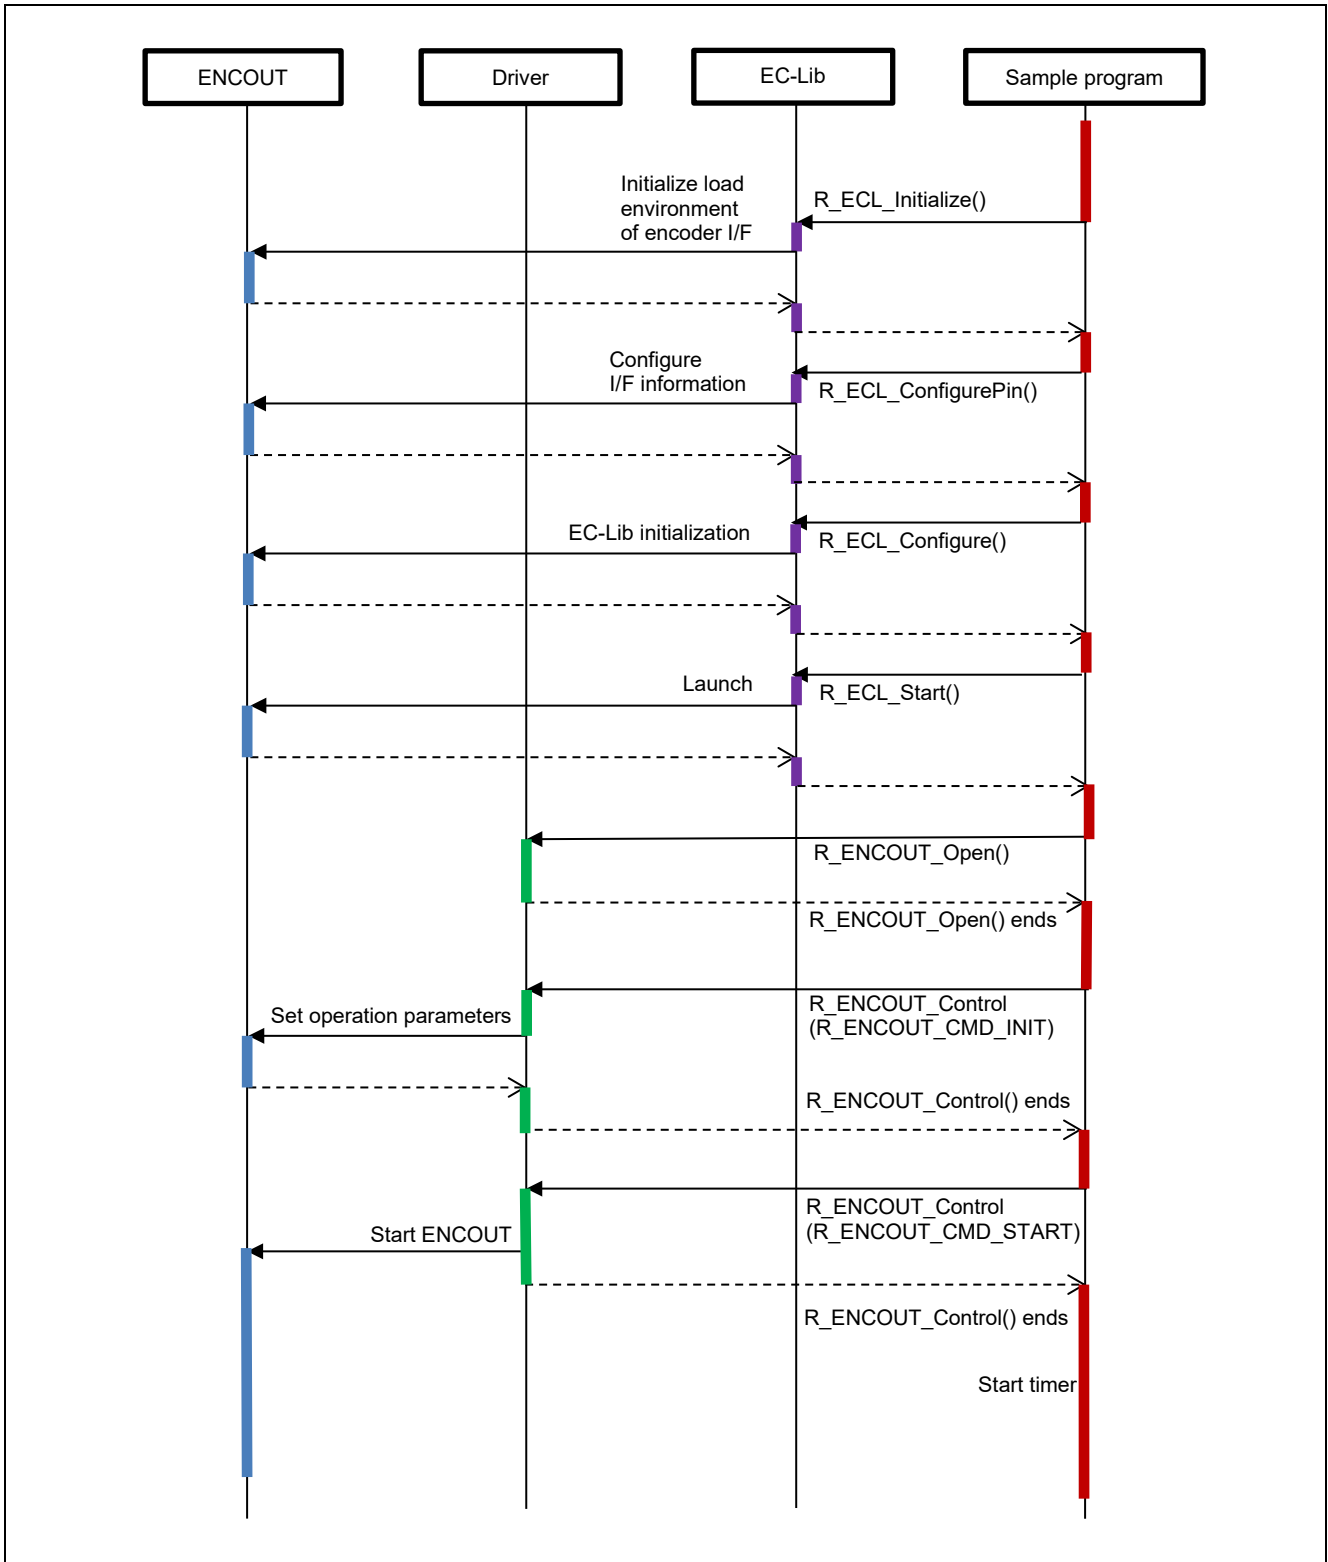 ENCOUT
Driver
EC-Lib
Sample program
Initialize load
environment
of encoder I/F
R_ECL_Initialize()
Configure
I/F information
R_ECL_ConfigurePin()
EC-Lib initialization
R_ECL_Configure()
Launch
R_ECL_Start()
R_ENCOUT_Open()
R_ENCOUT_Open() ends
R_ENCOUT_Control
(R_ENCOUT_CMD_INIT)
Set operation parameters
R_ENCOUT_Control() ends
R_ENCOUT_Control
(R_ENCOUT_CMD_START)
Start ENCOUT
R_ENCOUT_Control() ends
Start timer